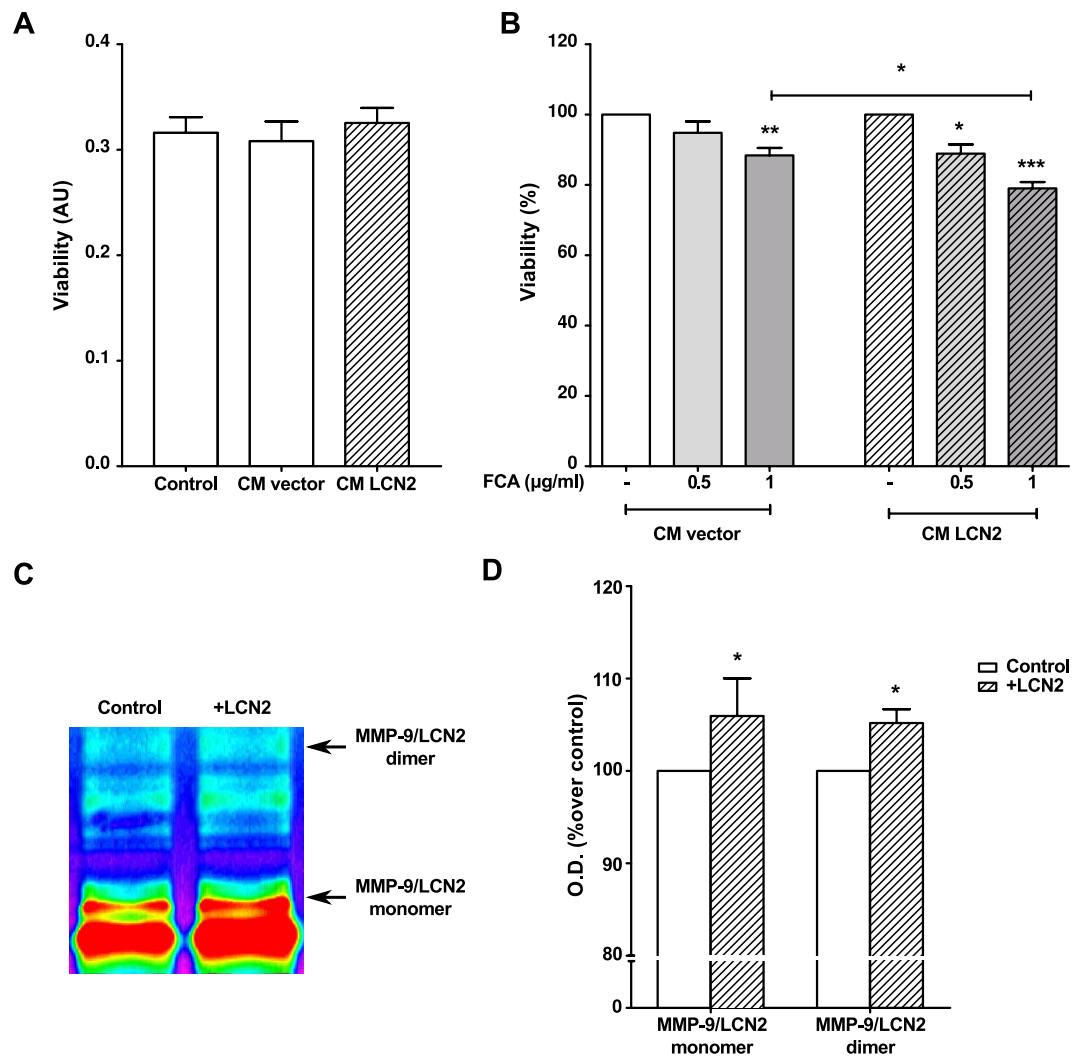 A
0.4
0.3
0.2
0.1
0.0
Viability (AU)
Control CM vector CM LCN2
B
120
100
80
60
40
20
0
Viability (%)
*
**
*
***
FCA (µg/ml) - 0.5 1 - 0.5 1
CM vector CM LCN2
C
Control +LCN2
MMP-9/LCN2
dimer
MMP-9/LCN2
monomer
D
120
110
100
90
80
0
O.D. (%over control)
*
*
Control
+LCN2
MMP-9/LCN2 MMP-9/LCN2
monomer dimer